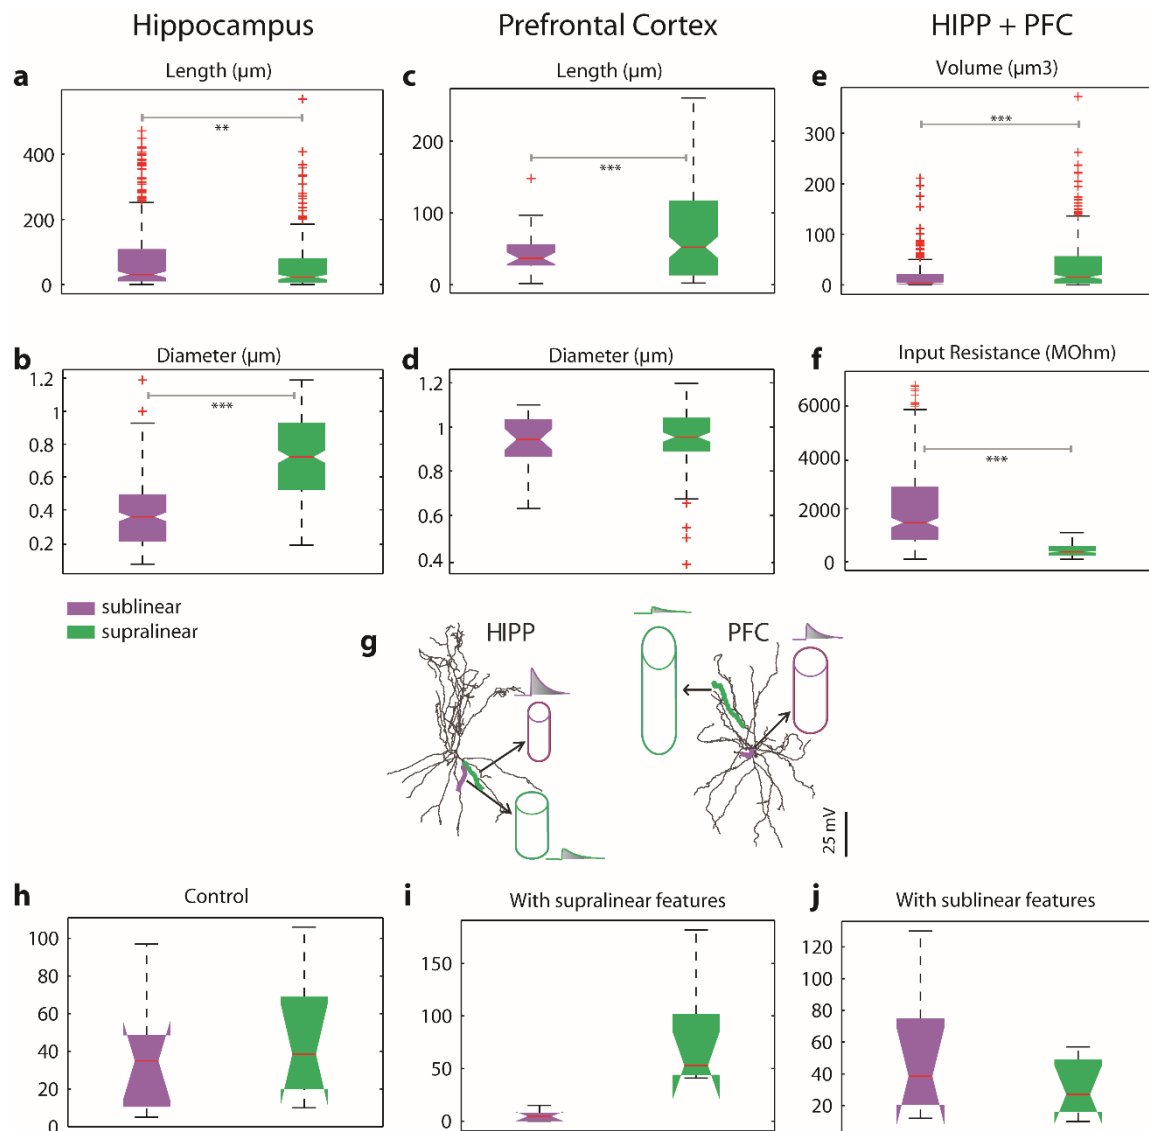 Hippocampus
Prefrontal Cortex
HIPP + PFC
a
Length (µm)
400
200
0
**
c
Length (µm)
200
100
0
***
e
Volume (µm3)
300
200
100
0
***
b
Diameter (µm)
1.2
1
0.8
0.6
0.4
0.2
***
d
Diameter (µm)
1.2
1
0.9
0.8
0.6
0.4
f
Input Resistance (MOhm)
6000
4000
2000
0
***
sublinear
supralinear
g
HIPP
PFC
25 mV
h
Control
100
80
60
40
20
0
i
With supralinear features
150
100
50
0
j
With sublinear features
120
100
80
60
40
20